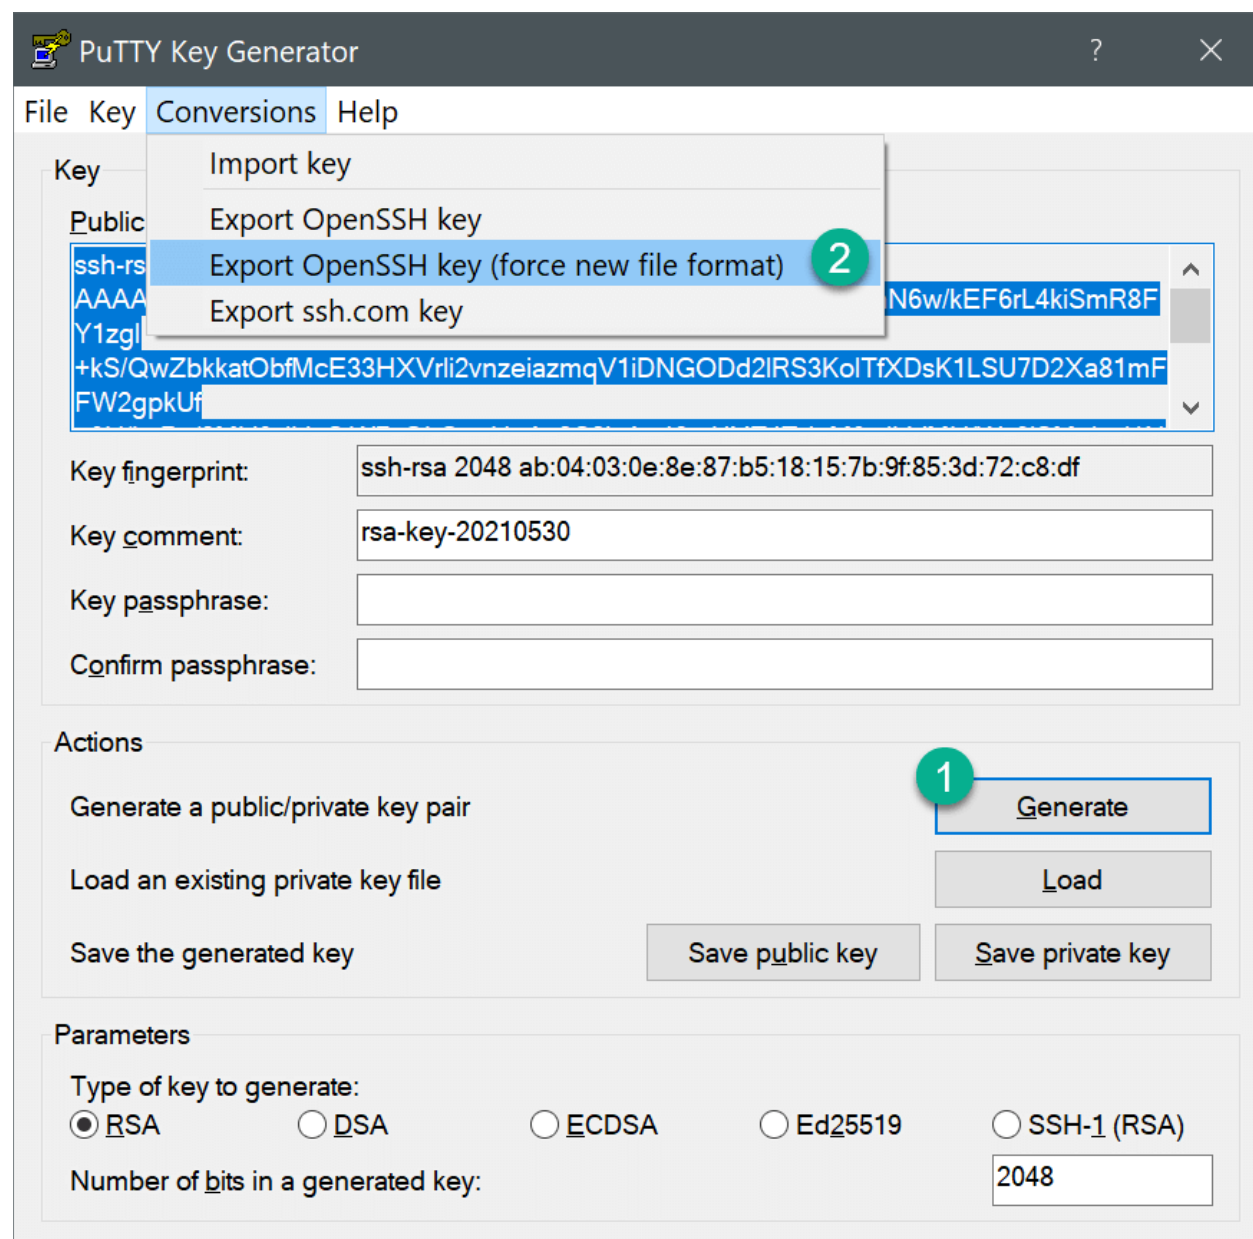 PuTTY Key Generator
?
File Key Conversions Help
Import key
Export OpenSSH key
Export OpenSSH key (force new file format)
2
Export ssh.com key
Key
Public
ssh-rs
AAAA
N6w/kEF6rL4kiSmR8F
Y1zgl
+kS/QwZbkkatObfMcE33HXVrli2vnzeiazmqV1iDNGODd2lRS3KolTfXDsK1LSU7D2Xa81mF
FW2gpkUf
Key fingerprint:
ssh-rsa 2048 ab:04:03:0e:8e:87:b5:18:15:7b:9f:85:3d:72:c8:df
Key comment:
rsa-key-20210530
Key passphrase:
Confirm passphrase:
Actions
1
Generate a public/private key pair
Generate
Load an existing private key file
Load
Save the generated key
Save public key
Save private key
Parameters
Type of key to generate:
RSA DSA ECDSA Ed25519 SSH-1 (RSA)
Number of bits in a generated key:
2048